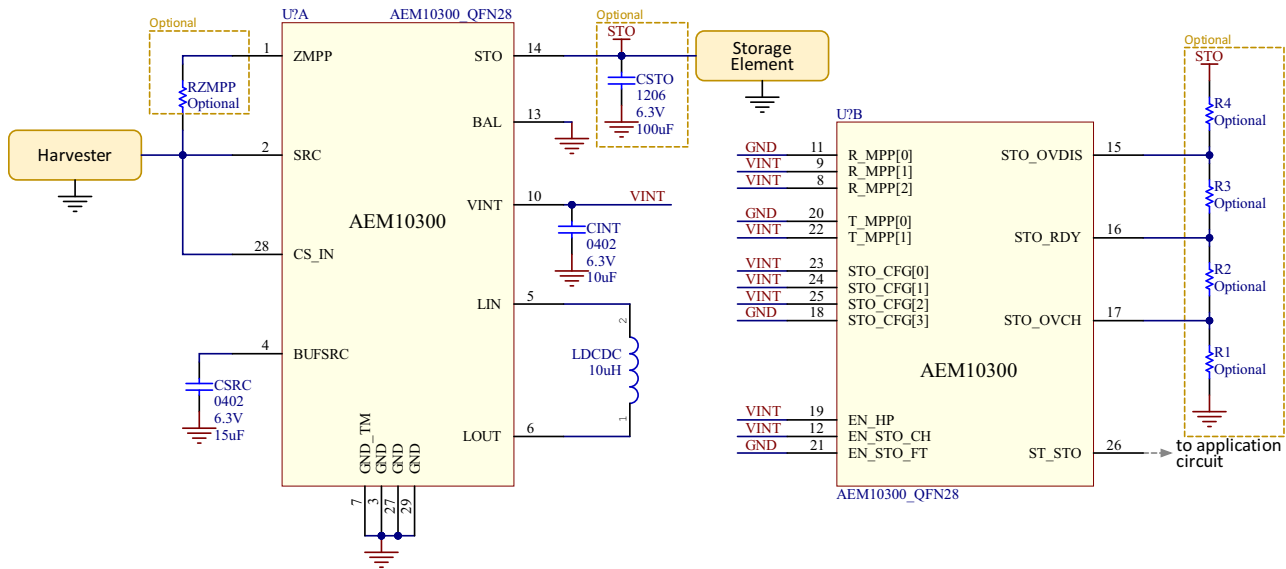 U?A
AEM10300_QFN28
Optional
1
ZMPP
RZMPP
Optional
Harvester
2
SRC
28
CS_IN
4
BUFSRC
CSRC
0402
6.3V
15uF
AEM10300
STO
14
BAL
13
VINT
10
VINT
LIN
5
LOUT
6
GND_TM
GND
GND
GND
7
3
27
29
Optional
STO
CSTO
1206
6.3V
100uF
Storage
Element
CINT
0402
6.3V
10uF
2
LDCDC
10uH
1
U?B
GND 11 R_MPP[0]
VINT 9 R_MPP[1]
VINT 8 R_MPP[2]
GND 20 T_MPP[0]
VINT 22 T_MPP[1]
VINT 23 STO_CFG[0]
VINT 24 STO_CFG[1]
VINT 25 STO_CFG[2]
GND 18 STO_CFG[3]
AEM10300
VINT 19 EN_HP
VINT 12 EN_STO_CH
GND 21 EN_STO_FT
AEM10300_QFN28
STO_OVDIS 15
STO_RDY 16
STO_OVCH 17
ST_STO 26
to application
circuit
Optional
STO
R4
Optional
R3
Optional
R2
Optional
R1
Optional